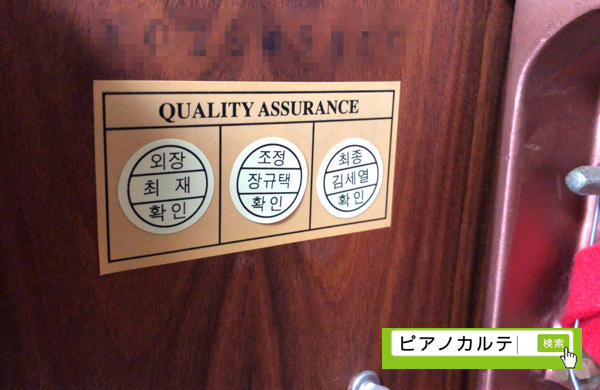 QUALITY ASSURANCE
외장
최 재
확인
조정
장규택
확인
최종
김세열
확인
ピアノカルテ
検索